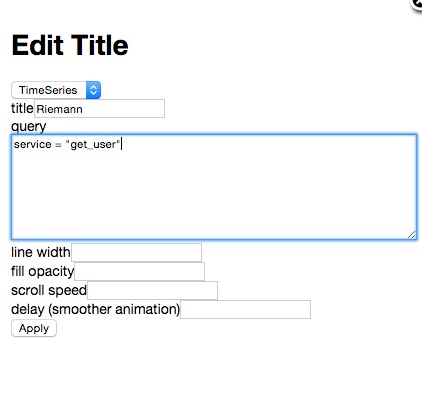 Edit Title
TimeSeries
title Riemann
query
service = "get_user"
line width
fill opacity
scroll speed
delay (smoother animation)
Apply